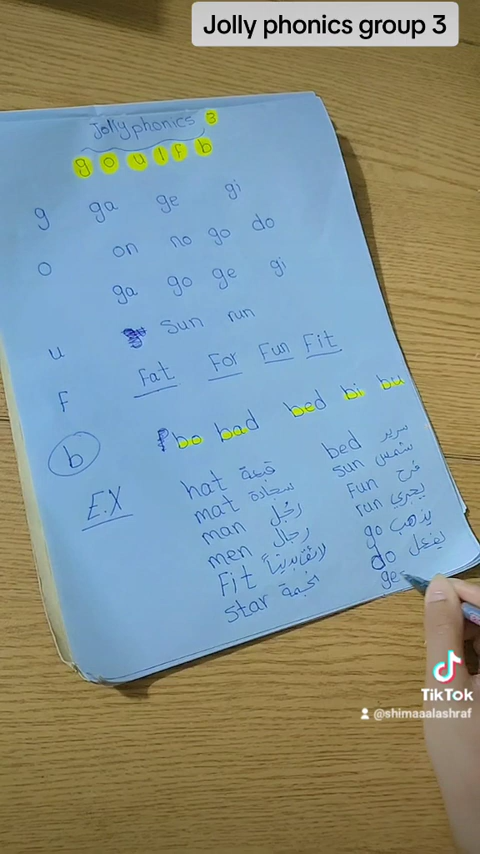 Jolly phonics group 3
Jolly phonics 3
g o u l f b
g ga ge gi
o on no go do
ga go ge gi
u Sun run
F Fat For Fun Fit
b bo bad bed bi bu
E.X
hat قبعة bed سرير
mat سجادة sun شمس
man رجل Fun فرح
men رجال run يجري
Fit go يذهب
star نجمة do يفعل
ge
TikTok
@shimaaalashraf